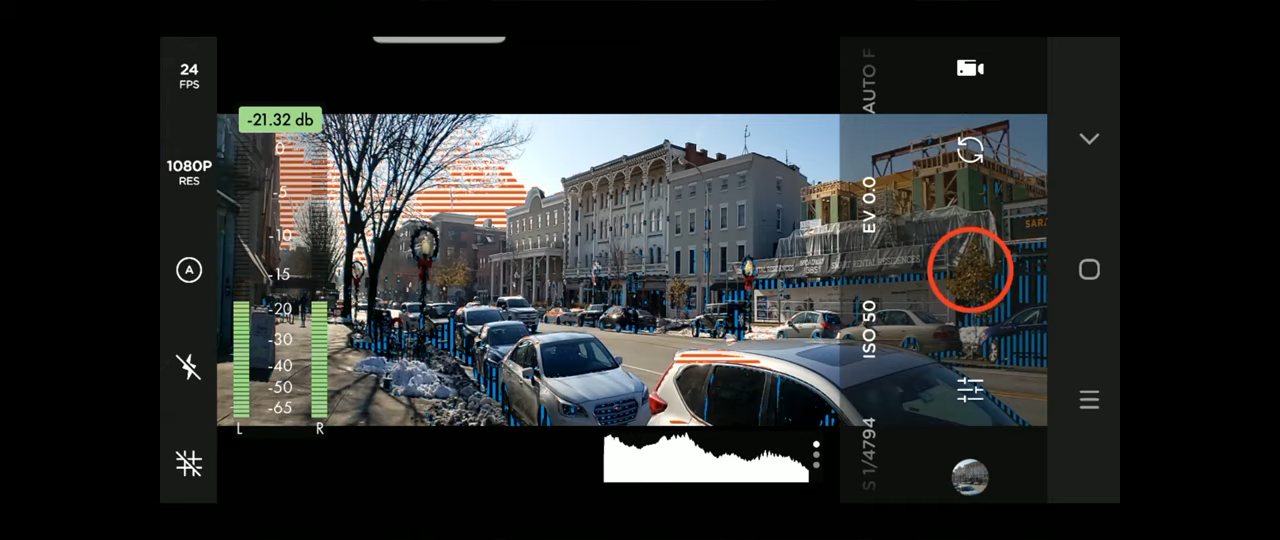 24
FPS
1080P
RES
A
-21.32 db
0
-5
-10
-15
-20
-30
-40
-50
-65
L
R
AUTO F
EV 0.0
ISO 50
S 1/4794
RENTAL RESIDENCES
SAR